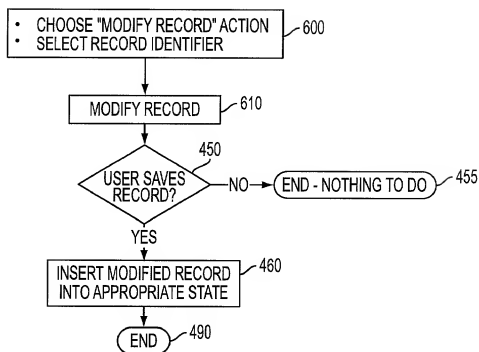 • CHOOSE "MODIFY RECORD" ACTION
• SELECT RECORD IDENTIFIER
600
MODIFY RECORD
610
450
USER SAVES
RECORD?
NO
END - NOTHING TO DO
455
YES
INSERT MODIFIED RECORD
INTO APPROPRIATE STATE
460
END
490